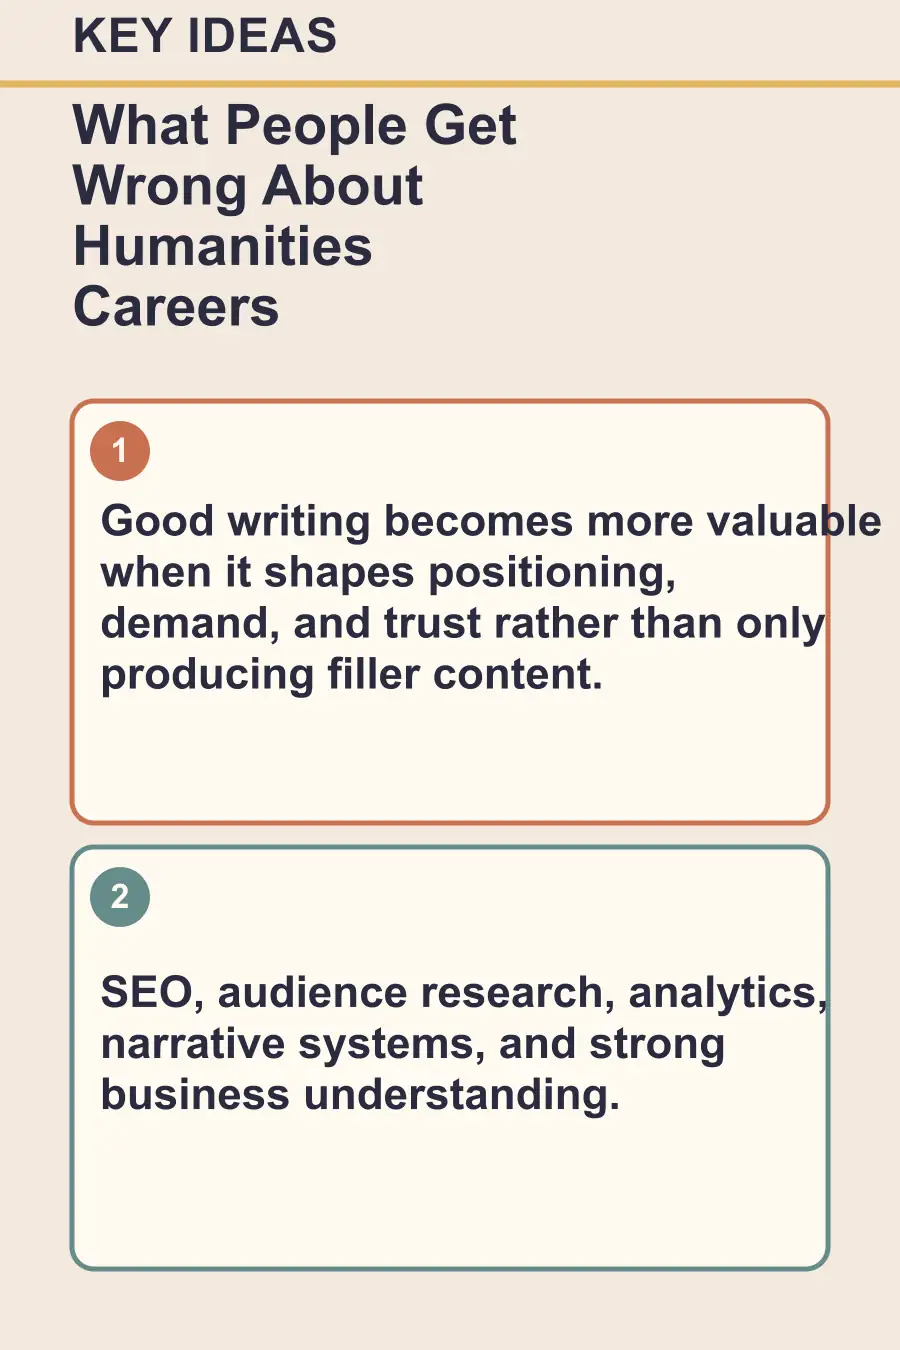 KEY IDEAS
What People Get
Wrong About
Humanities
Careers
1
Good writing becomes more valuable
when it shapes positioning,
demand, and trust rather than only
producing filler content.
2
SEO, audience research, analytics,
narrative systems, and strong
business understanding.